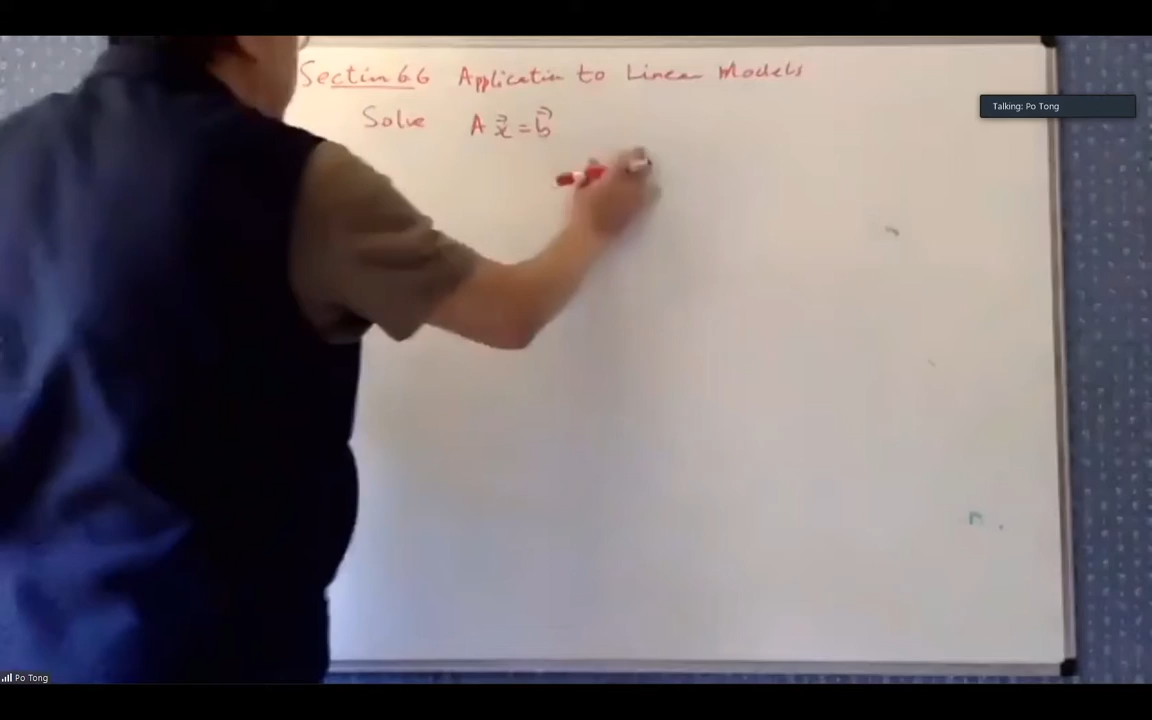 Section 6.6 Application to Linear Models
Solve A x⃗ = b⃗
Talking: Po Tong
n.
Po Tong